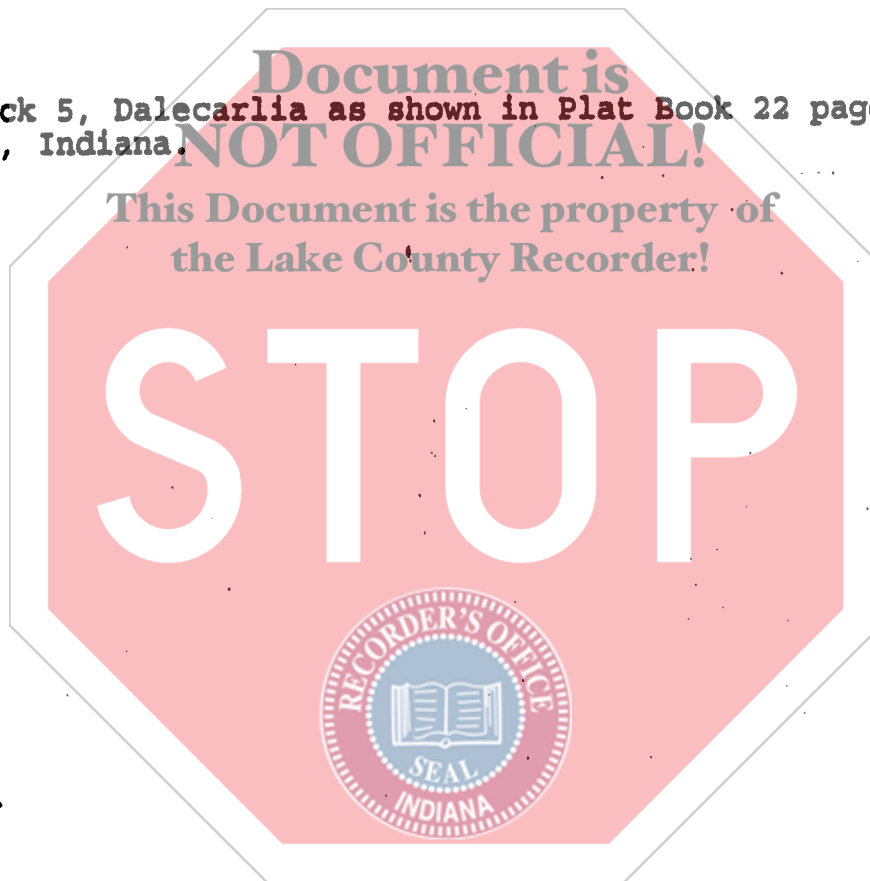 Document is
ck 5, Dalecarlia as shown in Plat Book 22 pag
, Indiana.
NOT OFFICIAL!
This Document is the property of
the Lake County Recorder!
STOP
RECORDER'S OFFICE
SEAL
INDIANA